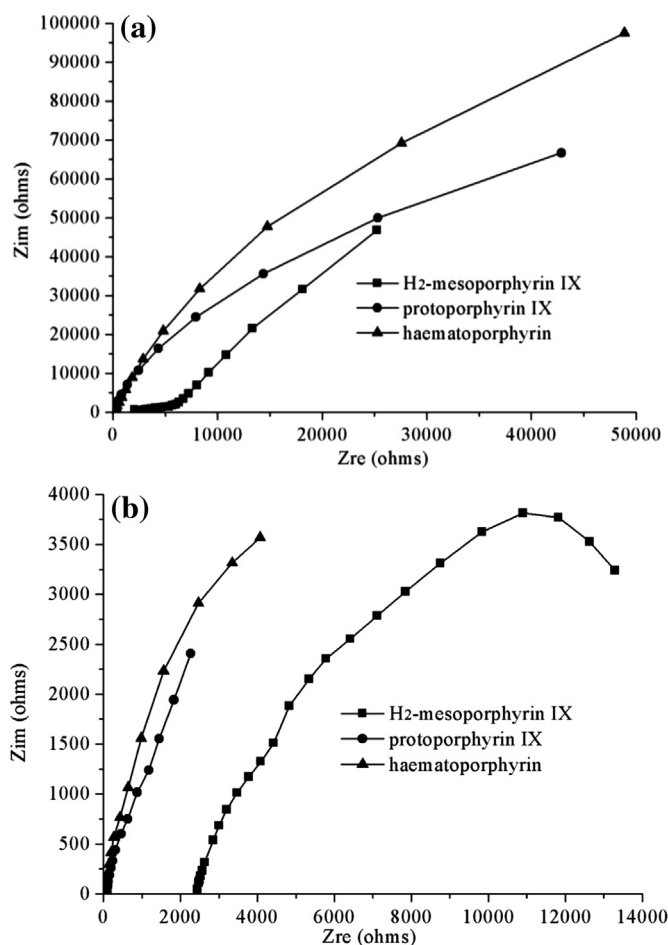 (a)
100000
90000
80000
70000
60000
50000
40000
30000
20000
10000
0
Zim (ohms)
H2-mesoporphyrin IX
protoporphyrin IX
haematoporphyrin
0 10000 20000 30000 40000 50000
Zre (ohms)
(b)
4000
3500
3000
2500
2000
1500
1000
500
0
Zim (ohms)
H2-mesoporphyrin IX
protoporphyrin IX
haematoporphyrin
0 2000 4000 6000 8000 10000 12000 14000
Zre (ohms)